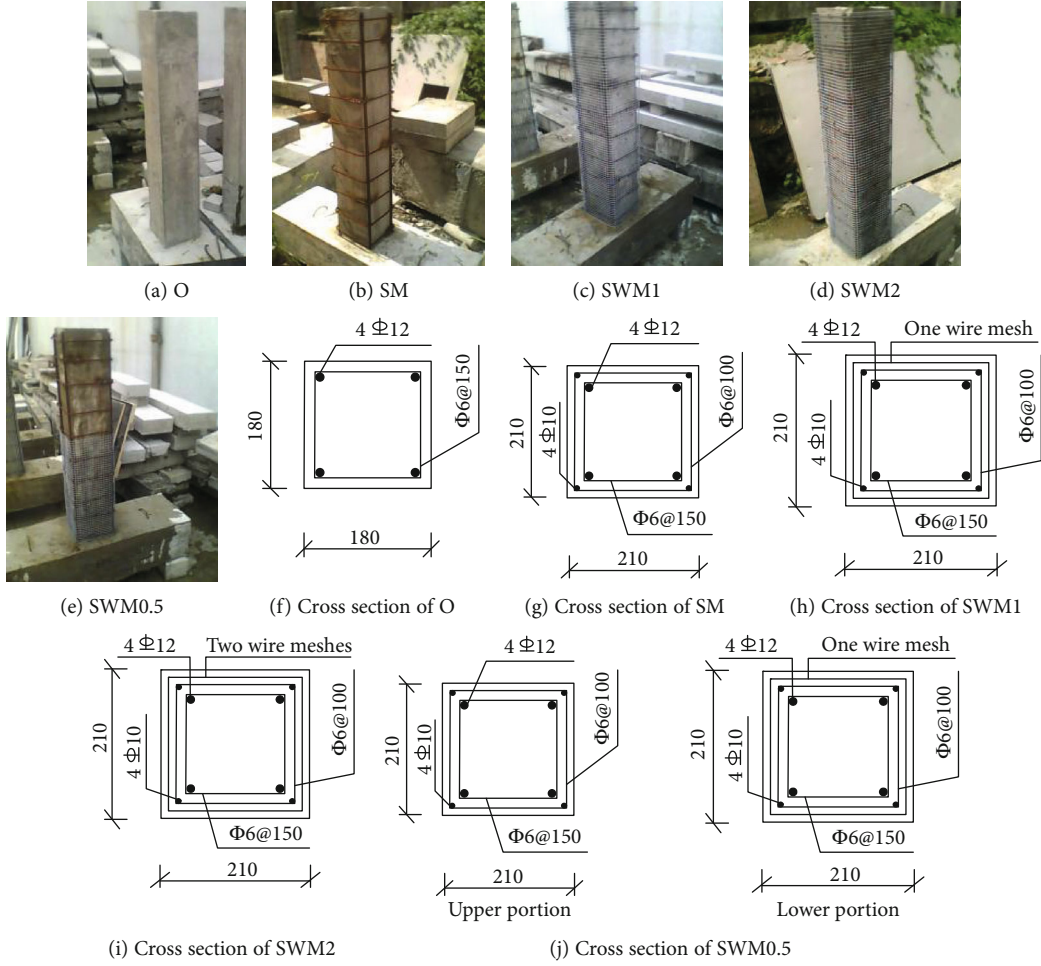 (a) O
(b) SM
(c) SWM1
(d) SWM2
4 Φ12
180
Φ6@150
180
4 Φ12
210
4 Φ10
Φ6@100
Φ6@150
210
4 Φ12
One wire mesh
210
4 Φ10
Φ6@100
Φ6@150
210
(e) SWM0.5
(f) Cross section of O
(g) Cross section of SM
(h) Cross section of SWM1
4 Φ12
Two wire meshes
210
4 Φ10
Φ6@100
Φ6@150
210
4 Φ12
210
4 Φ10
Φ6@100
Φ6@150
210
Upper portion
4 Φ12
One wire mesh
210
4 Φ10
Φ6@100
Φ6@150
210
Lower portion
(i) Cross section of SWM2
(j) Cross section of SWM0.5